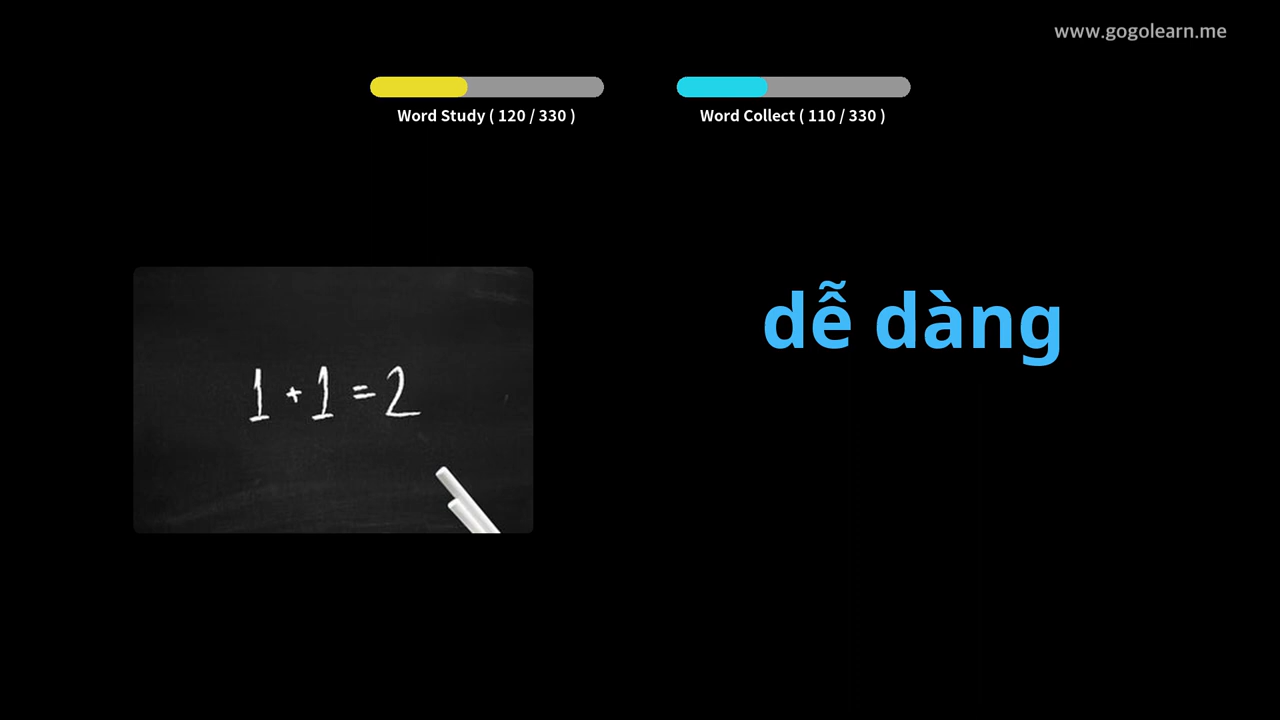 www.gogolearn.me
Word Study ( 120 / 330 )
Word Collect ( 110 / 330 )
dễ dàng
1 + 1 = 2